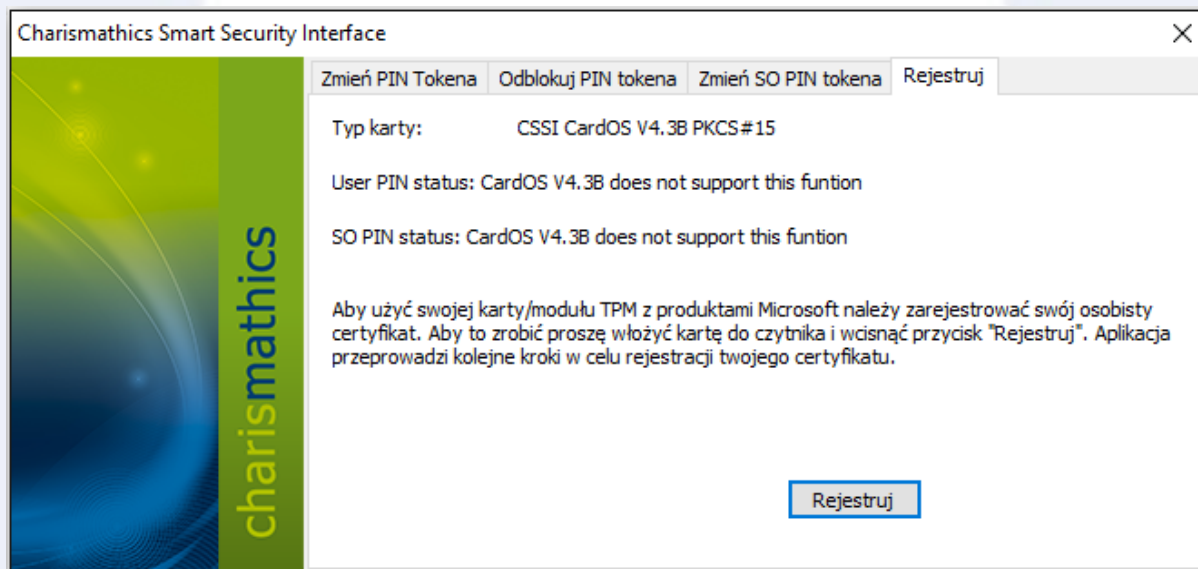 Charismathics Smart Security Interface
Zmień PIN Tokena
Odblokuj PIN tokena
Zmień SO PIN tokena
Rejestruj
Typ karty: CSSI CardOS V4.3B PKCS#15
User PIN status: CardOS V4.3B does not support this funtion
SO PIN status: CardOS V4.3B does not support this funtion
Aby użyć swojej karty/modułu TPM z produktami Microsoft należy zarejestrować swój osobisty
certyfikat. Aby to zrobić proszę włożyć kartę do czytnika i wcisnąć przycisk "Rejestruj". Aplikacja
przeprowadzi kolejne kroki w celu rejestracji twojego certyfikatu.
Rejestruj
charismathics